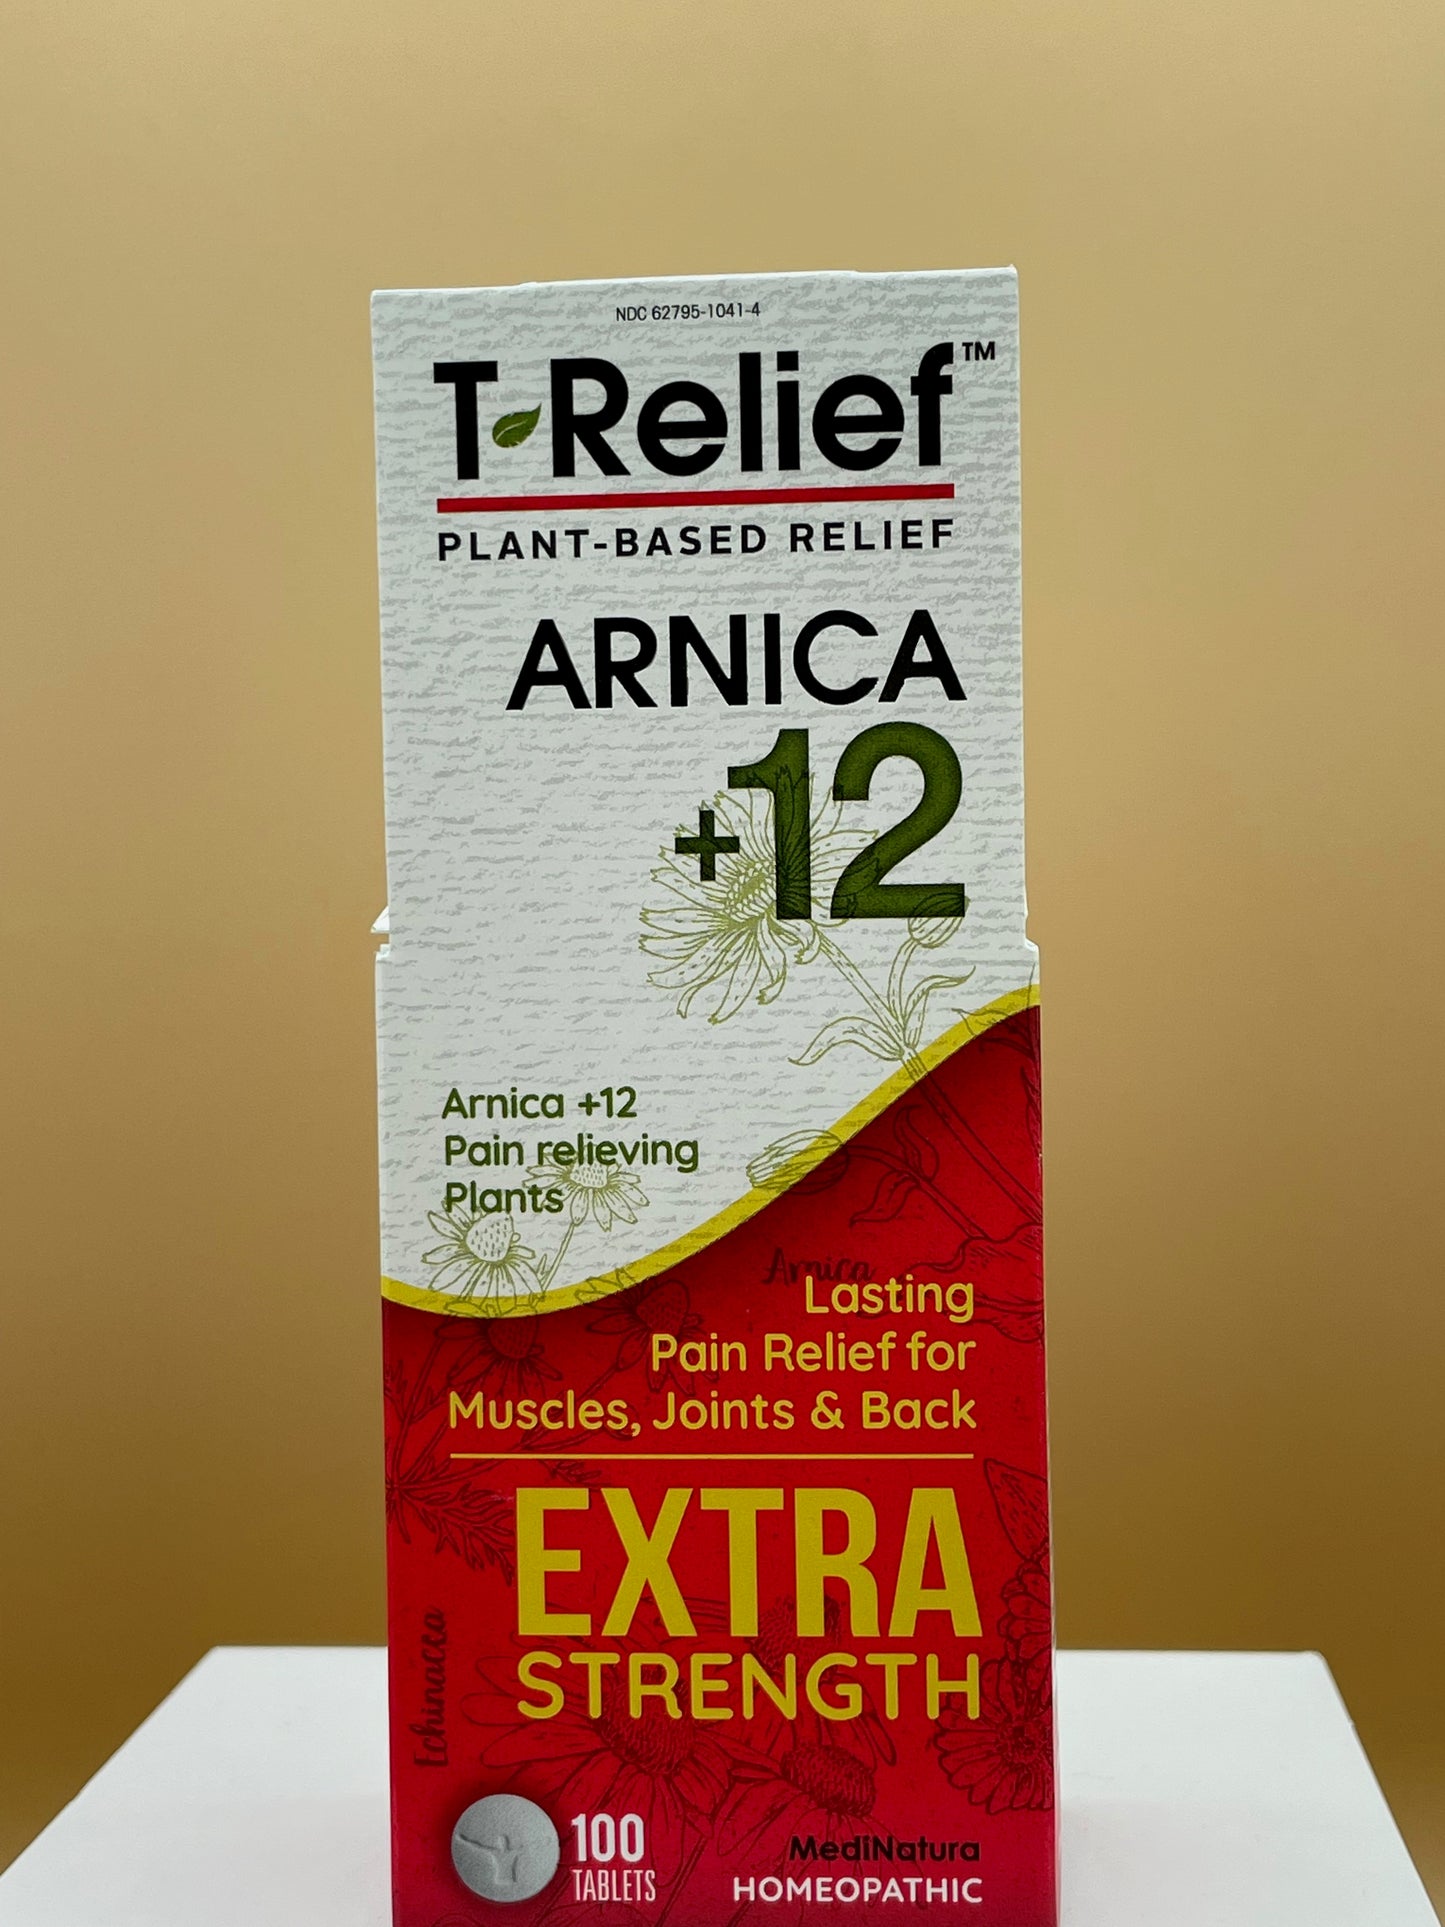 NDC 62795-1041-4
T-Relief™
PLANT-BASED RELIEF
ARNICA
+12
Arnica +12
Pain relieving
Plants
Arnica
Lasting
Pain Relief for
Muscles, Joints & Back
EXTRA
STRENGTH
Echinacea
100
TABLETS
MediNatura
HOMEOPATHIC